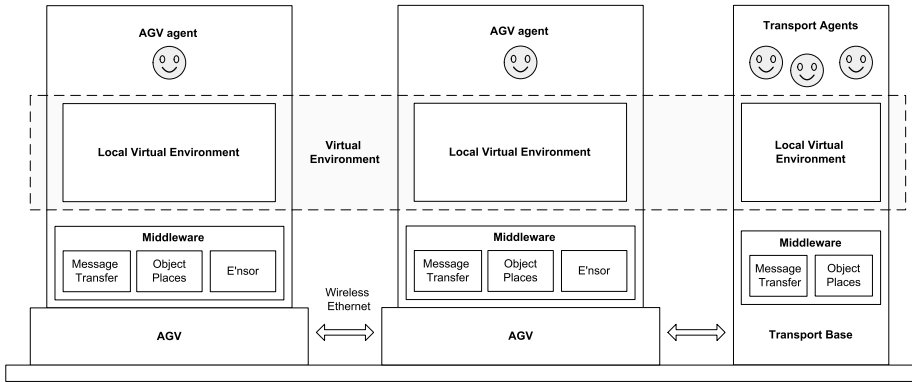 AGV agent
AGV agent
Transport Agents
Local Virtual Environment
Virtual
Environment
Local Virtual Environment
Local Virtual
Environment
Middleware
Message
Transfer
Object
Places
E'nsor
Middleware
Message
Transfer
Object
Places
E'nsor
Middleware
Message
Transfer
Object
Places
Wireless
Ethernet
AGV
AGV
Transport Base